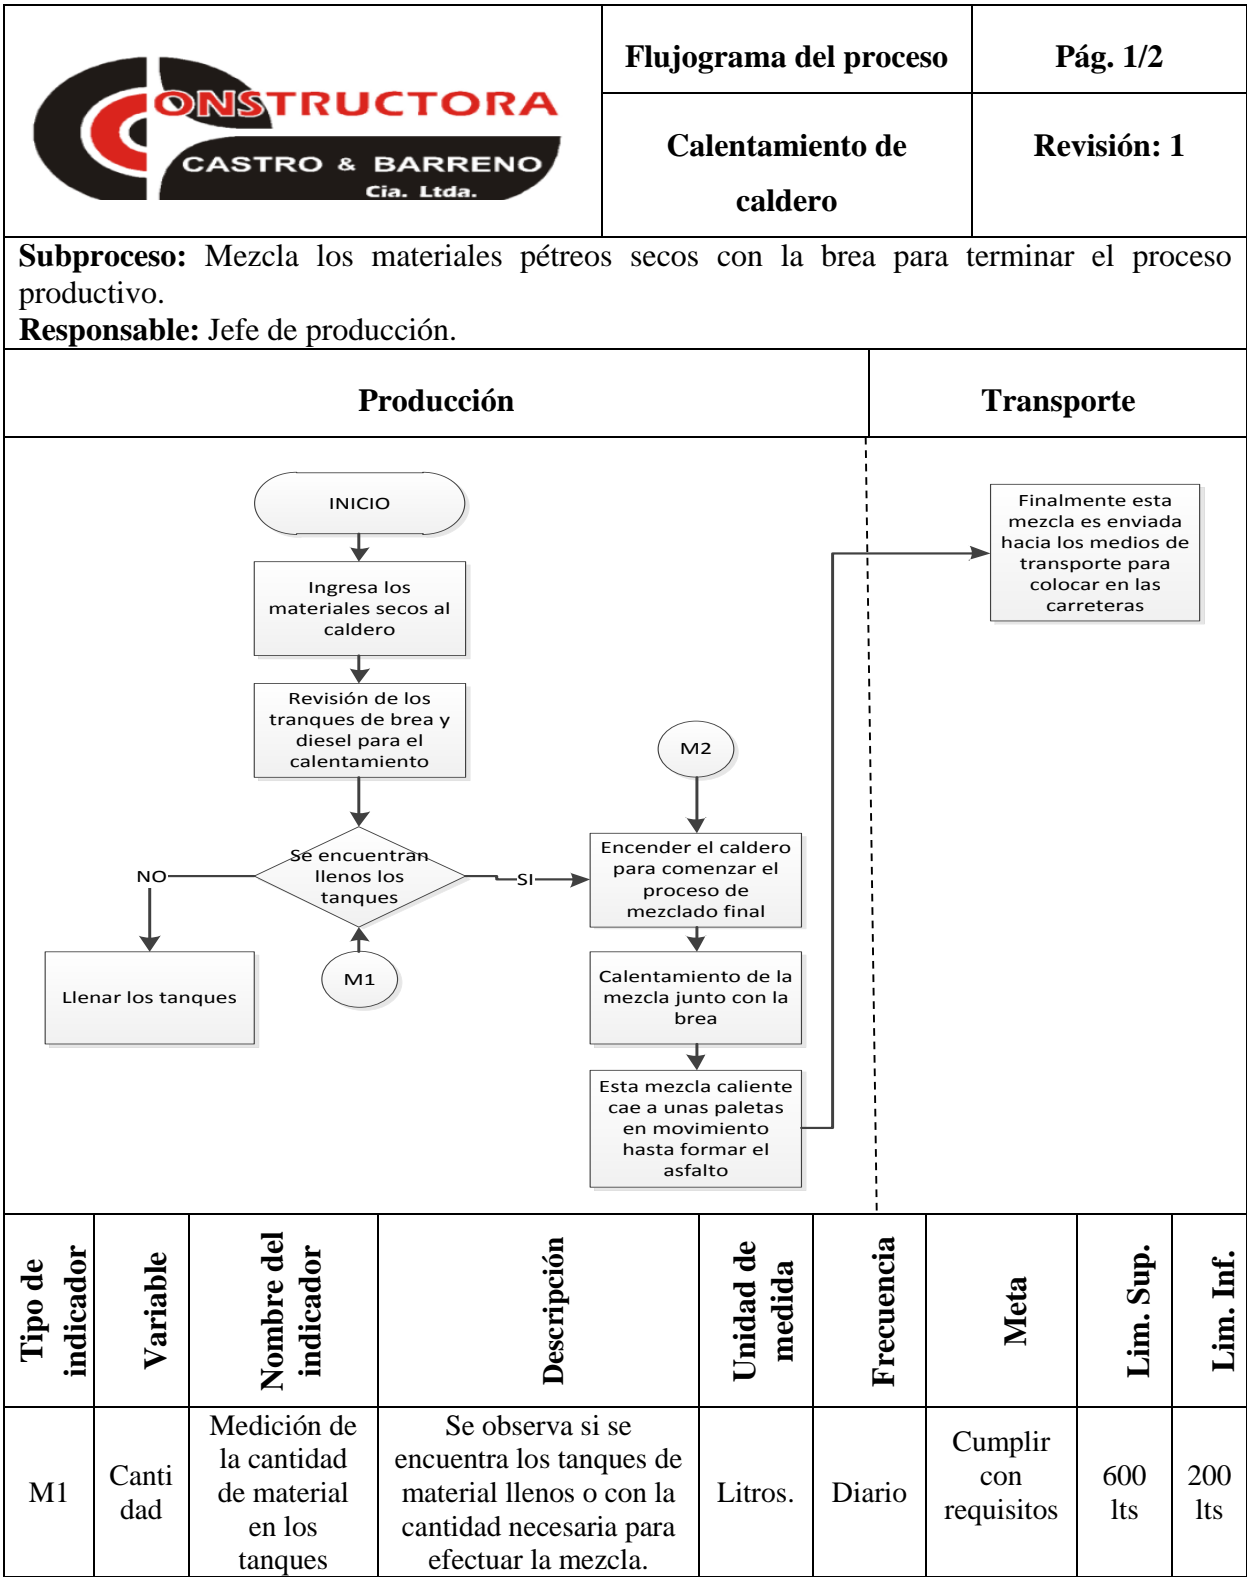 CONSTRUCTORA
CASTRO & BARRENO
Cia. Ltda.
Flujograma del proceso
Pág. 1/2
Calentamiento de
caldero
Revisión: 1
Subproceso: Mezcla los materiales pétreos secos con la brea para terminar el proceso
productivo.
Responsable: Jefe de producción.
Producción
Transporte
INICIO
Ingresa los
materiales secos al
caldero
Revisión de los
tranques de brea y
diesel para el
calentamiento
Se encuentran
llenos los
tanques
NO
SI
Llenar los tanques
M1
M2
Encender el caldero
para comenzar el
proceso de
mezclado final
Calentamiento de la
mezcla junto con la
brea
Esta mezcla caliente
cae a unas paletas
en movimiento
hasta formar el
asfalto
Finalmente esta
mezcla es enviada
hacia los medios de
transporte para
colocar en las
carreteras
Tipo de
indicador
Variable
Nombre del
indicador
Descripción
Unidad de
medida
Frecuencia
Meta
Lim. Sup.
Lim. Inf.
M1
Canti
dad
Medición de
la cantidad
de material
en los
tanques
Se observa si se
encuentra los tanques de
material llenos o con la
cantidad necesaria para
efectuar la mezcla.
Litros.
Diario
Cumplir
con
requisitos
600
lts
200
lts